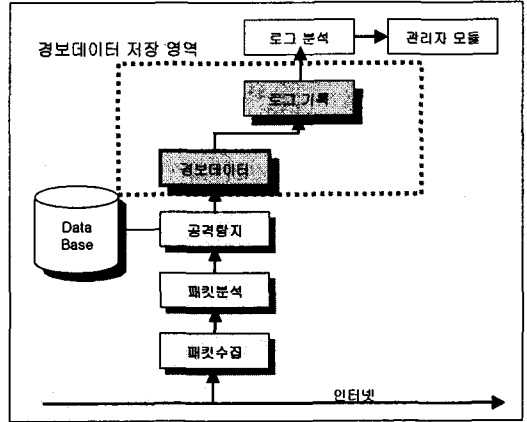 로그 분석
관리자 모듈
경보데이터 저장 영역
로그 기록
경보데이터
Data
Base
공격탐지
패킷분석
패킷수집
인터넷